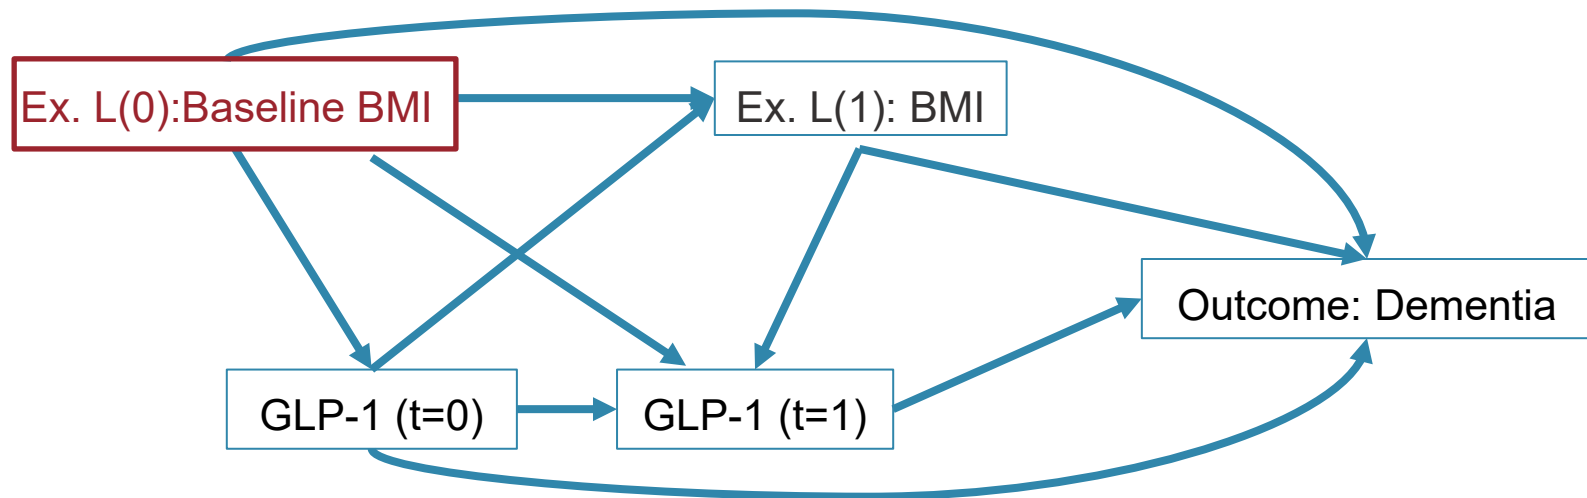 Ex. L(0):Baseline BMI
Ex. L(1): BMI
Outcome: Dementia
GLP-1 (t=0)
GLP-1 (t=1)